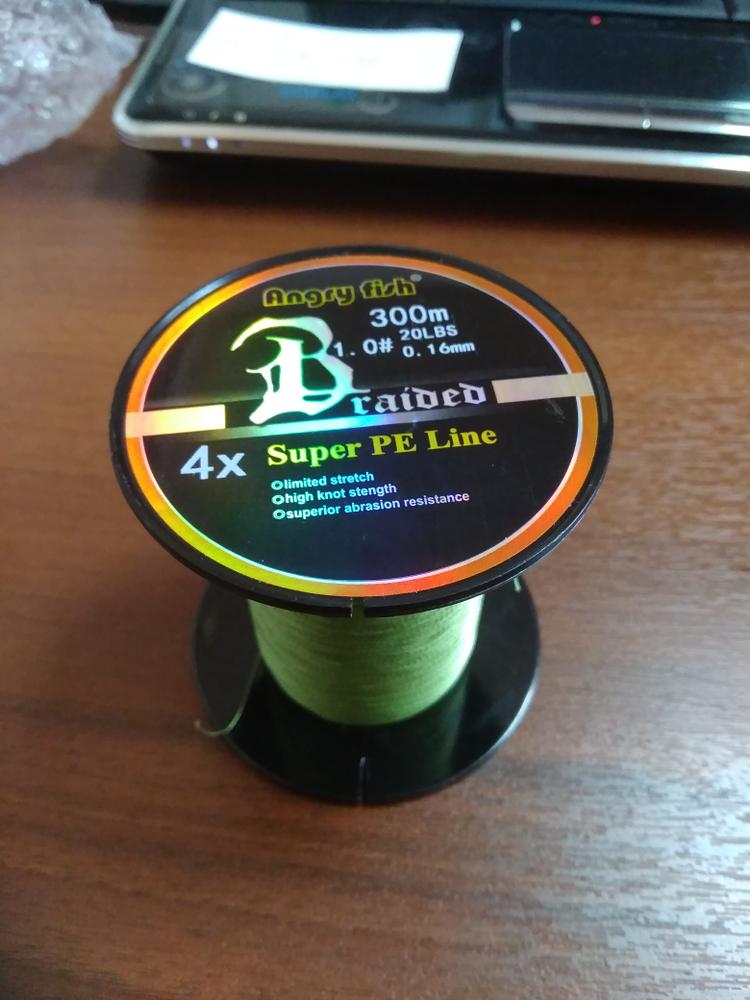 Angry fish®
300m
20LBS
1.0# 0.16mm
Braided
4x Super PE Line
limited stretch
high knot stength
superior abrasion resistance